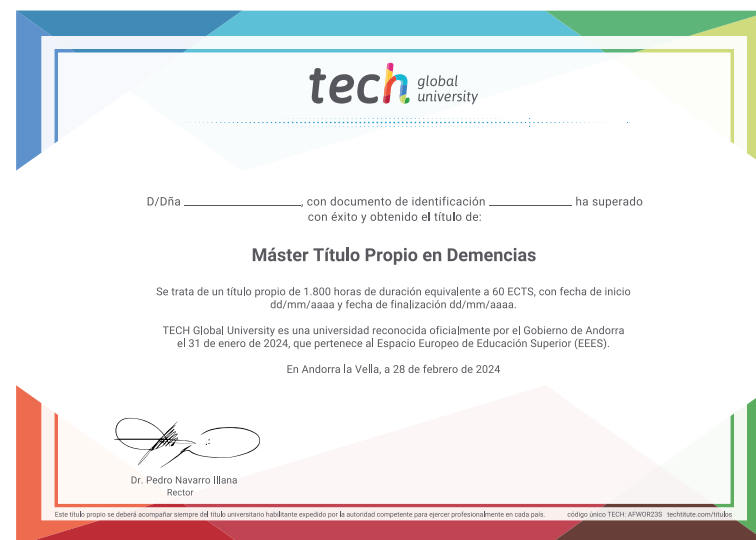 tech global
university
D/Dña ____________________, con documento de identificación ______________ ha superado
con éxito y obtenido el título de:
Máster Título Propio en Demencias
Se trata de un título propio de 1.800 horas de duración equivalente a 60 ECTS, con fecha de inicio
dd/mm/aaaa y fecha de finalización dd/mm/aaaa.
TECH Global University es una universidad reconocida oficialmente por el Gobierno de Andorra
el 31 de enero de 2024, que pertenece al Espacio Europeo de Educación Superior (EEES).
En Andorra la Vella, a 28 de febrero de 2024
Dr. Pedro Navarro Illana
Rector
Este título propio se deberá acompañar siempre del título universitario habilitante expedido por la autoridad competente para ejercer profesionalmente en cada país. código único TECH: AFWOR23S techtitute.com/titulos